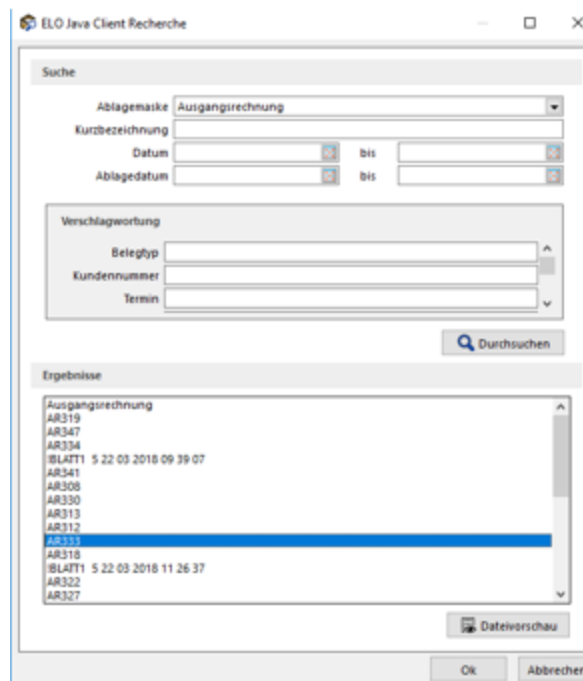 ELO Java Client Recherche
Suche
Ablagemaske Ausgangsrechnung
Kurzbezeichnung
Datum bis
Ablagedatum bis
Verschlagwortung
Belegtyp
Kundennummer
Termin
Durchsuchen
Ergebnisse
Ausgangsrechnung
AR319
AR347
AR334
!BLATT1 5 22 03 2018 09 39 07
AR341
AR308
AR330
AR313
AR312
AR333
AR318
!BLATT1 5 22 03 2018 11 26 37
AR322
AR327
Dateivorschau
Ok Abbrechen